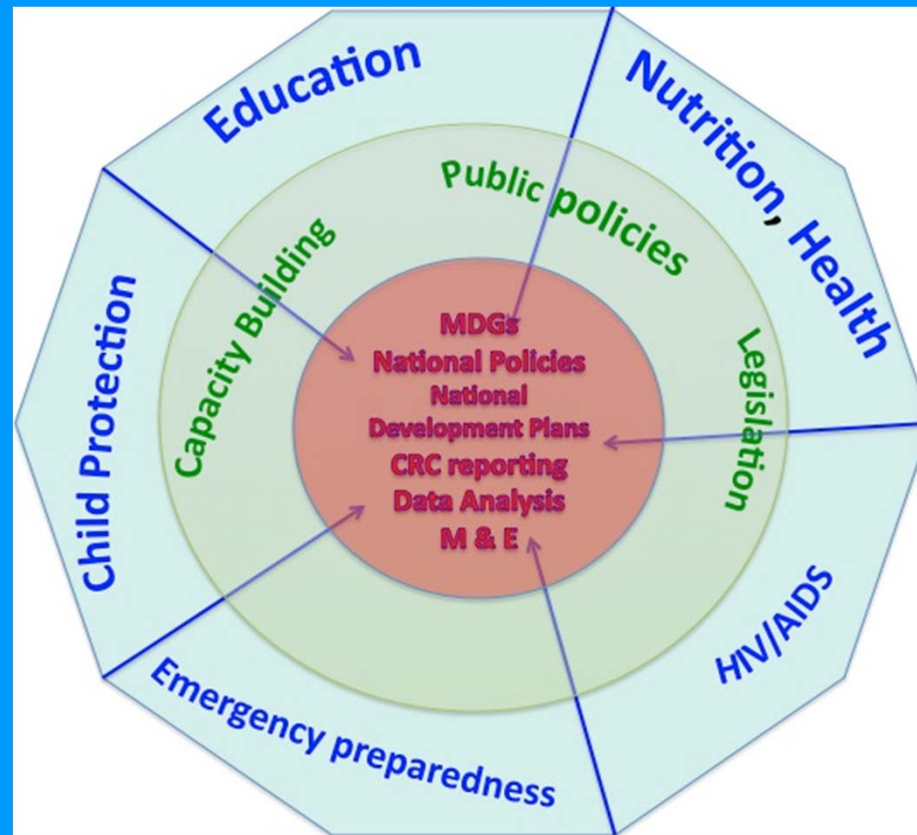 Education
Nutrition, Health
Public policies
Capacity Building
Legislation
Child Protection
MDGs
National Policies
National
Development Plans
CRC reporting
Data Analysis
M & E
HIV/AIDS
Emergency preparedness